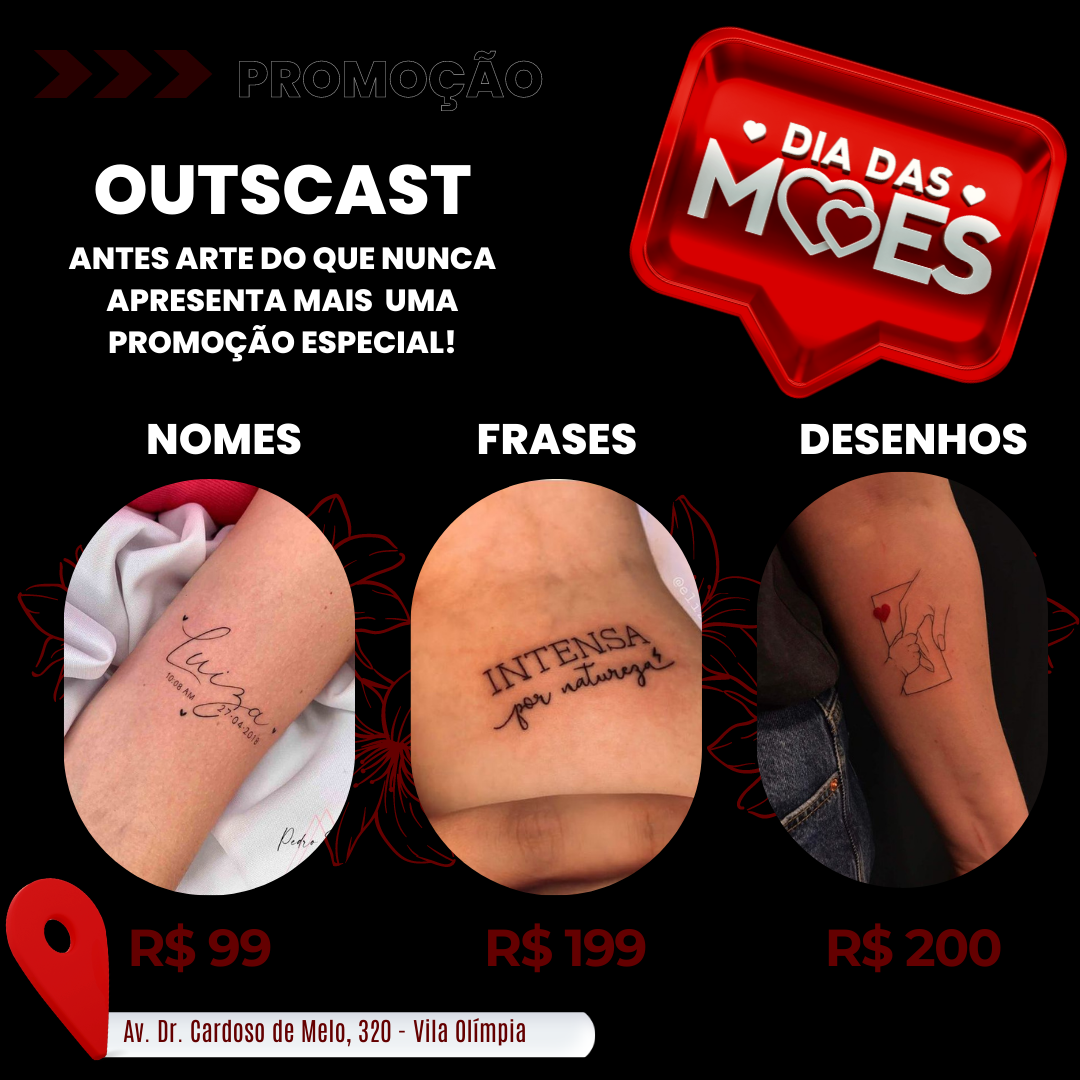 PROMOÇÃO
DIA DAS
MÃES
OUTSCAST
ANTES ARTE DO QUE NUNCA
APRESENTA MAIS UMA
PROMOÇÃO ESPECIAL!
NOMES
FRASES
DESENHOS
Luiza
10:08 AM
27-04-2018
Pedro
INTENSA
por natureza
R$ 99
R$ 199
R$ 200
Av. Dr. Cardoso de Melo, 320 - Vila Olímpia